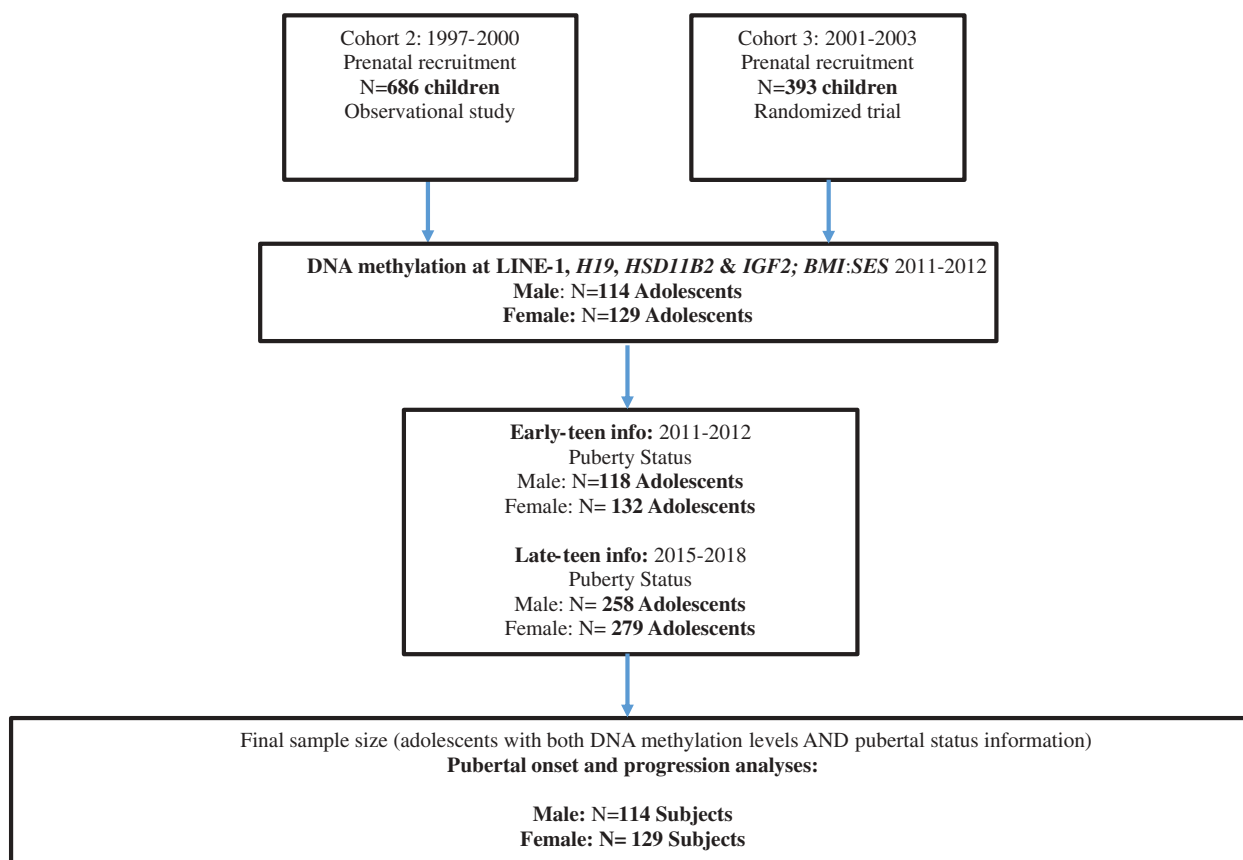 Cohort 2: 1997-2000
Prenatal recruitment
N=686 children
Observational study
Cohort 3: 2001-2003
Prenatal recruitment
N=393 children
Randomized trial
DNA methylation at LINE-1, H19, HSD11B2 & IGF2; BMI:SES 2011-2012
Male: N=114 Adolescents
Female: N=129 Adolescents
Early-teen info: 2011-2012
Puberty Status
Male: N=118 Adolescents
Female: N= 132 Adolescents
Late-teen info: 2015-2018
Puberty Status
Male: N= 258 Adolescents
Female: N= 279 Adolescents
Final sample size (adolescents with both DNA methylation levels AND pubertal status information)
Pubertal onset and progression analyses:
Male: N=114 Subjects
Female: N= 129 Subjects